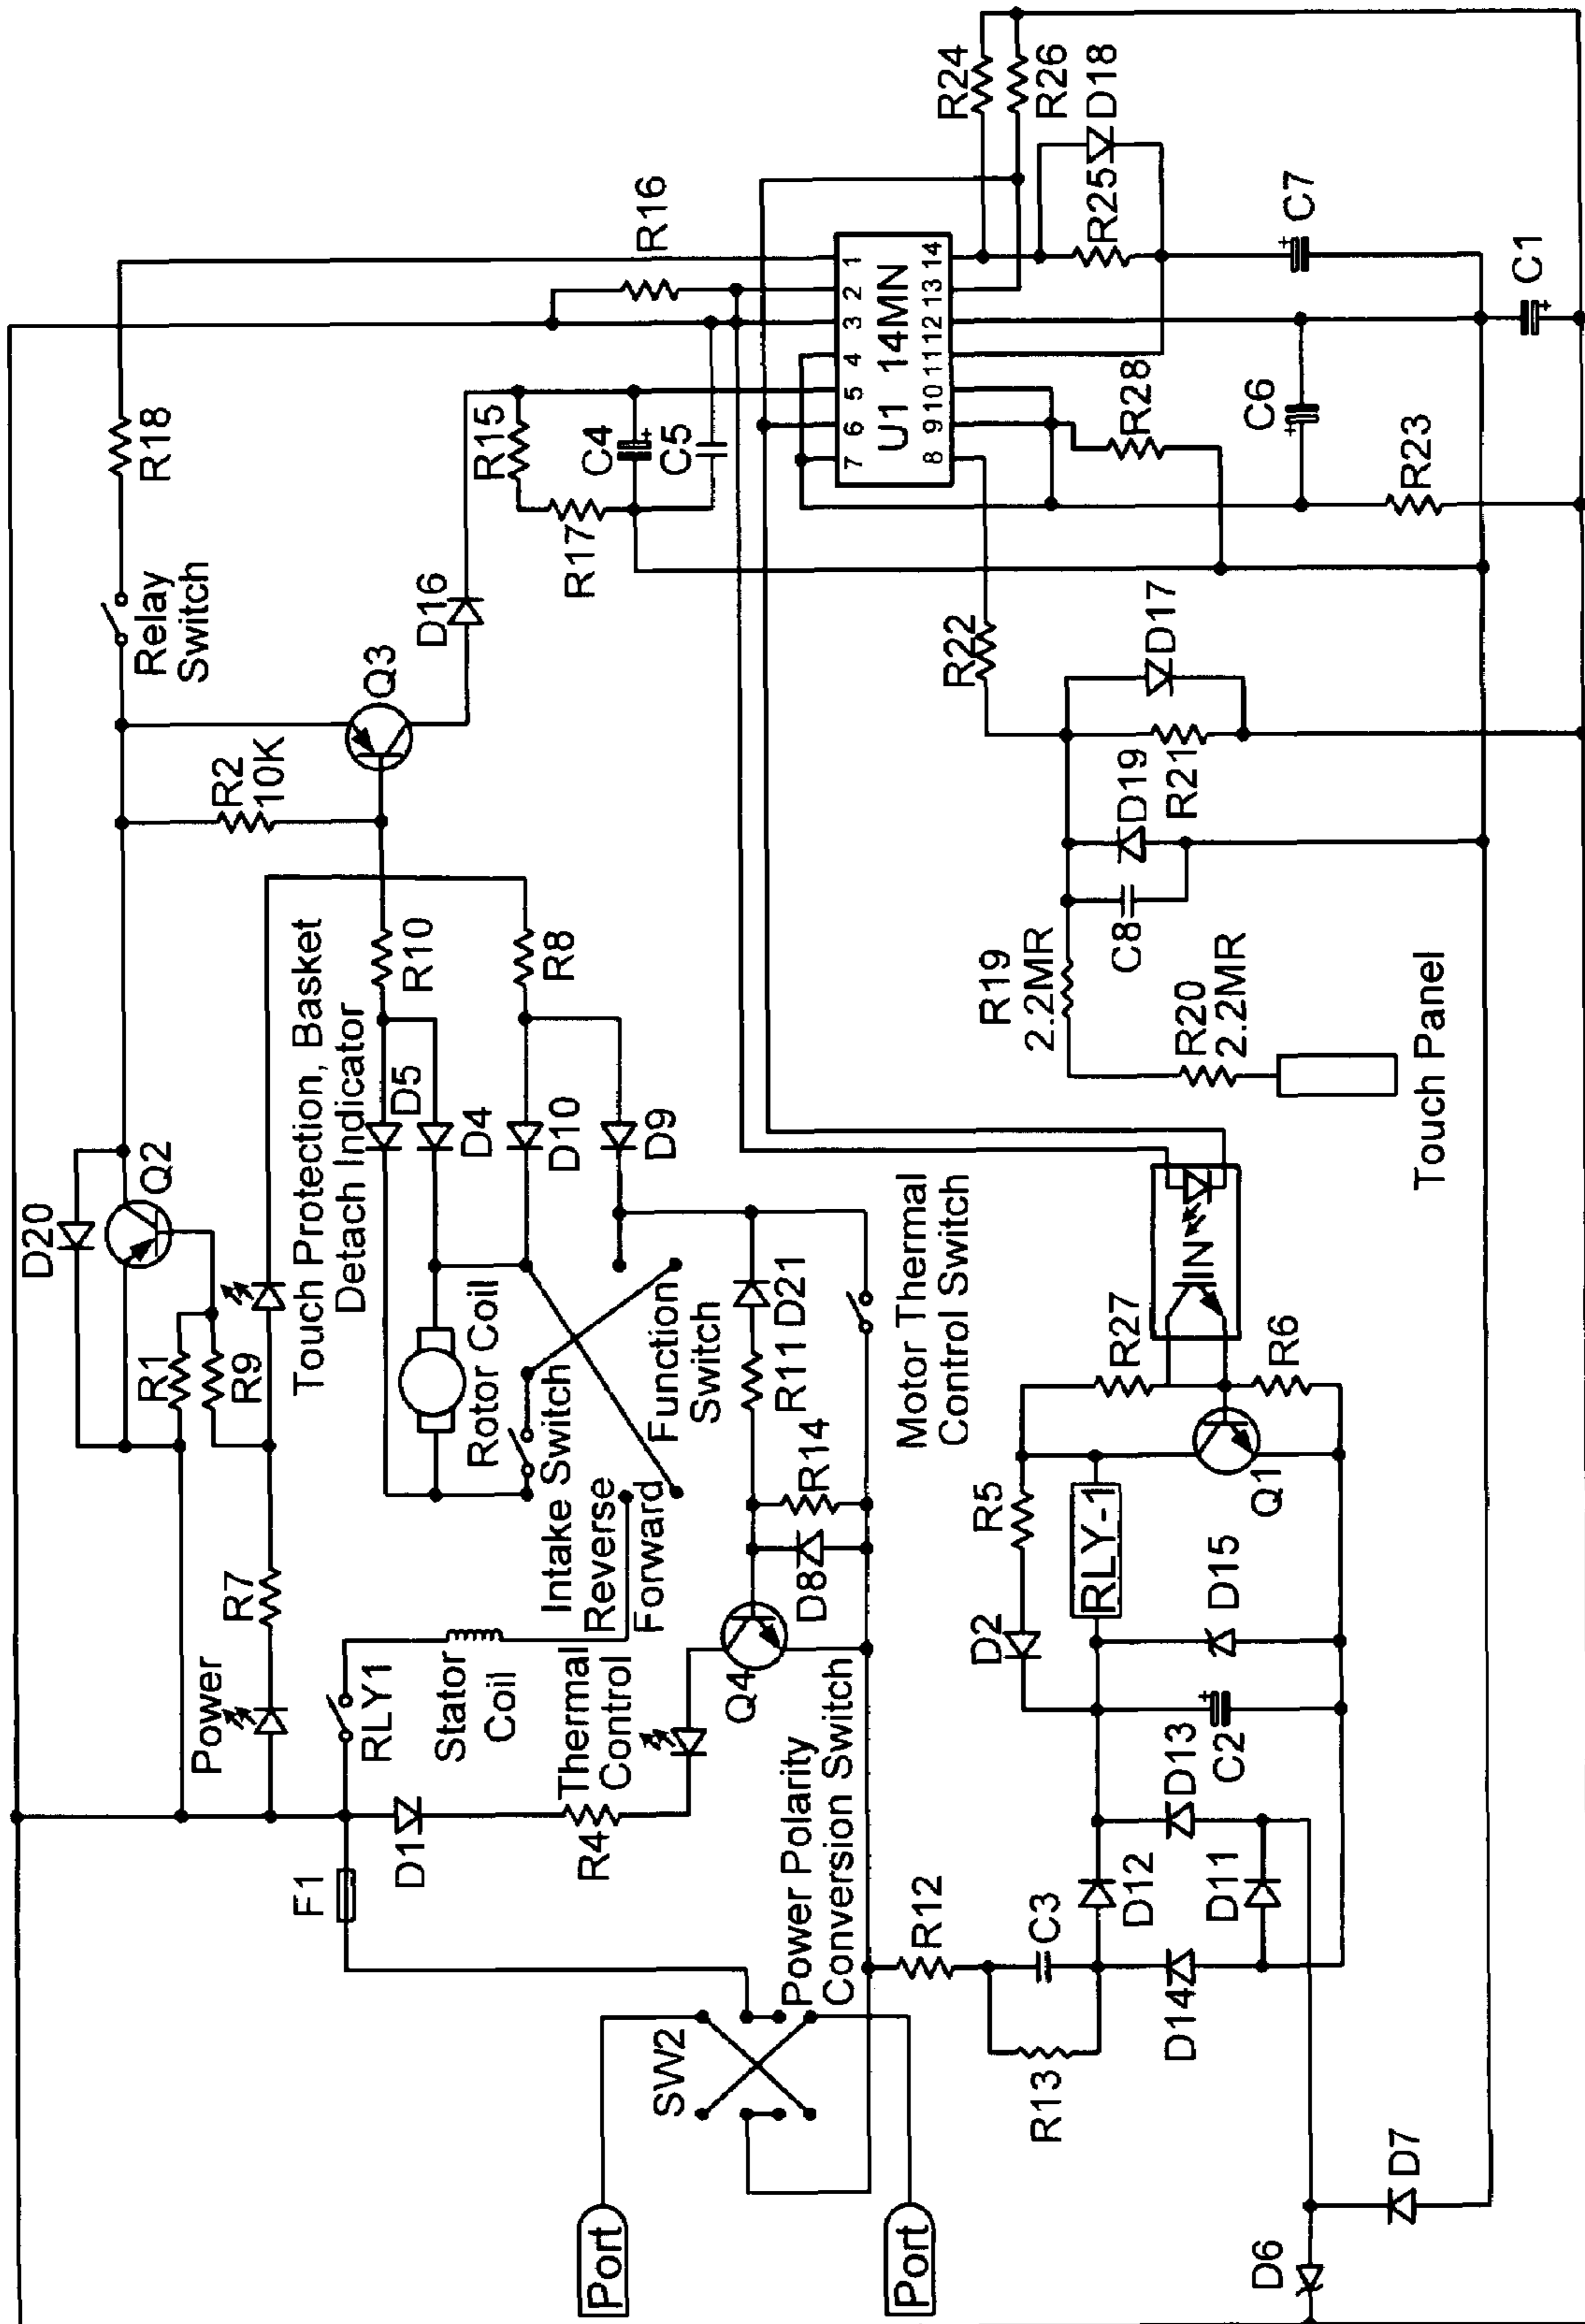 D20
Q2
R1
R9
Power
R7
Touch Protection, Basket
Detach Indicator
Relay
Switch
R18
R2
10K
Q3
D16
R15
R17
C4
C5
R16
R10
R8
D5
D4
D10
D9
F1
RLY1
D1
R4
Stator
Coil
Thermal
Control
Rotor Coil
Intake Switch
Reverse
Forward
Function
Switch
R11
D21
R14
D8
Q4
Motor Thermal
Control Switch
Port
Port
SW2
Power Polarity
Conversion Switch
R12
R13
C3
D12
D13
D14
D11
C2
D15
D2
R5
RLY-1
Q1
R27
R6
IN
D6
D7
Touch Panel
R19
2.2MR
R20
2.2MR
C8
D19
R21
D17
R22
7 6 5 4 3 2 1
U1 14MN
8 9 10 11 12 13 14
R28
R23
C6
+
C7
+
C1
+
R24
R26
D18
R25
+
+